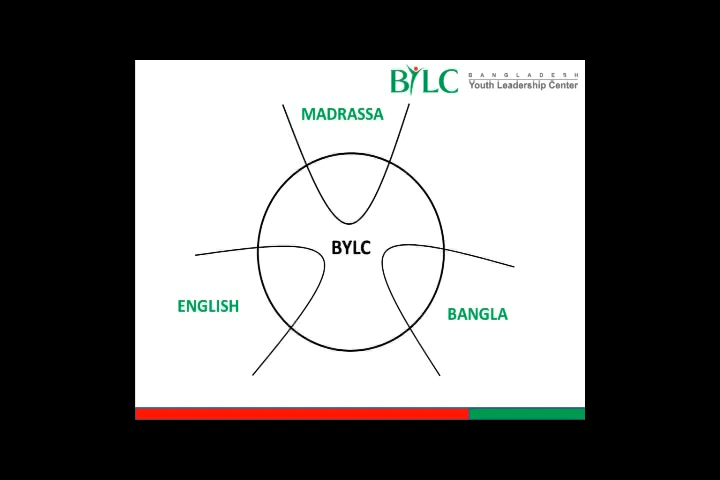 BYLC
BANGLADESH
Youth Leadership Center
MADRASSA
BYLC
ENGLISH
BANGLA